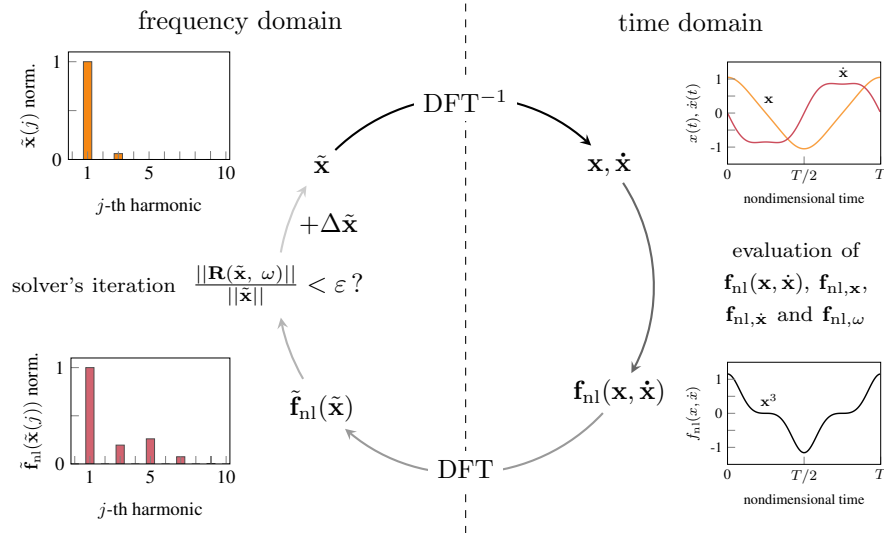 frequency domain
time domain
x̃(j) norm.
1
0
1
5
10
j-th harmonic
DFT⁻¹
x(t), ẋ(t)
1
0
-1
x
ẋ
0
T/2
T
nondimensional time
x̃
x, ẋ
+Δx̃
solver's iteration ||R(x̃, ω)|| / ||x̃|| < ε ?
evaluation of
f_nl(x, ẋ), f_nl,x,
f_nl,ẋ and f_nl,ω
f̃_nl(x̃(j)) norm.
1
0
1
5
10
j-th harmonic
f̃_nl(x̃)
f_nl(x, ẋ)
DFT
f_nl(x, ẋ)
1
0
-1
x³
0
T/2
T
nondimensional time